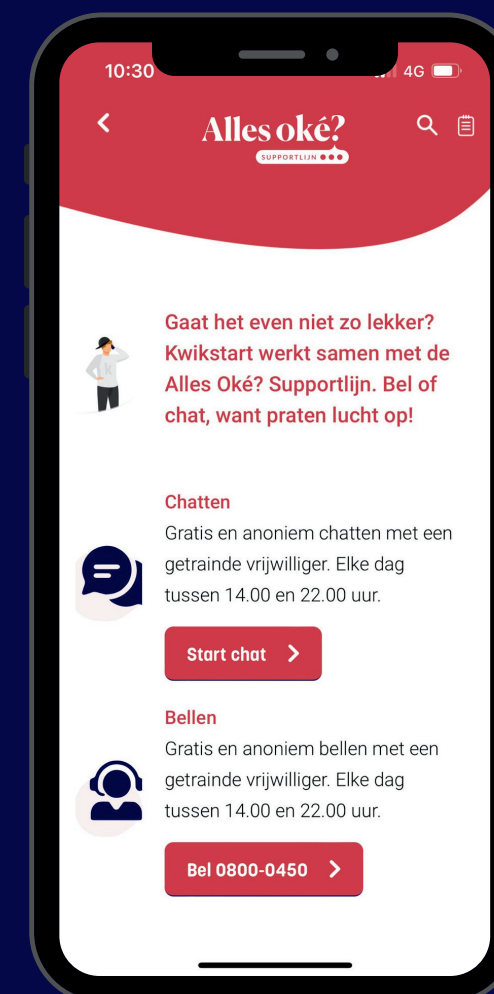 10:30
4G
Alles oké?
SUPPORTLIJN
Gaat het even niet zo lekker?
Kwikstart werkt samen met de
Alles Oké? Supportlijn. Bel of
chat, want praten lucht op!
Chatten
Gratis en anoniem chatten met een
getrainde vrijwilliger. Elke dag
tussen 14.00 en 22.00 uur.
Start chat
Bellen
Gratis en anoniem bellen met een
getrainde vrijwilliger. Elke dag
tussen 14.00 en 22.00 uur.
Bel 0800-0450